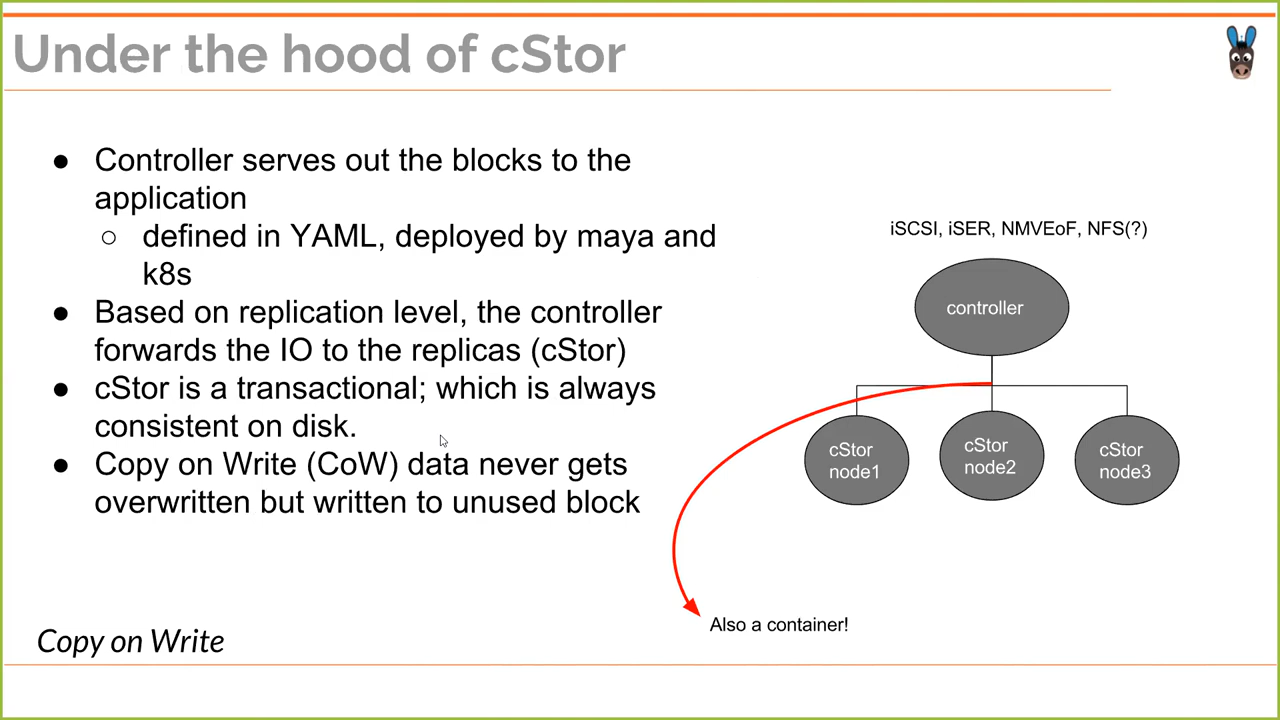 Under the hood of cStor
● Controller serves out the blocks to the
application
○ defined in YAML, deployed by maya and
k8s
● Based on replication level, the controller
forwards the IO to the replicas (cStor)
● cStor is a transactional; which is always
consistent on disk.
● Copy on Write (CoW) data never gets
overwritten but written to unused block
iSCSI, iSER, NMVEoF, NFS(?)
controller
cStor
node1
cStor
node2
cStor
node3
Also a container!
Copy on Write